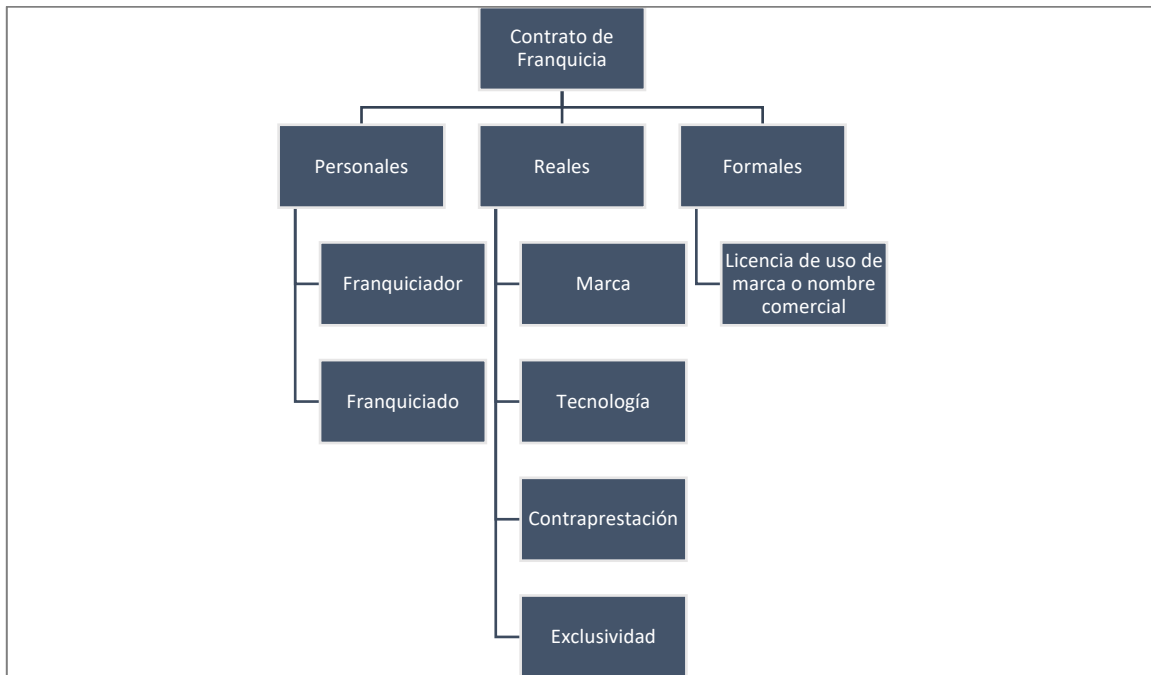 Contrato de
Franquicia
Personales
Reales
Formales
Franquiciador
Marca
Licencia de uso de
marca o nombre
comercial
Franquiciado
Tecnología
Contraprestación
Exclusividad